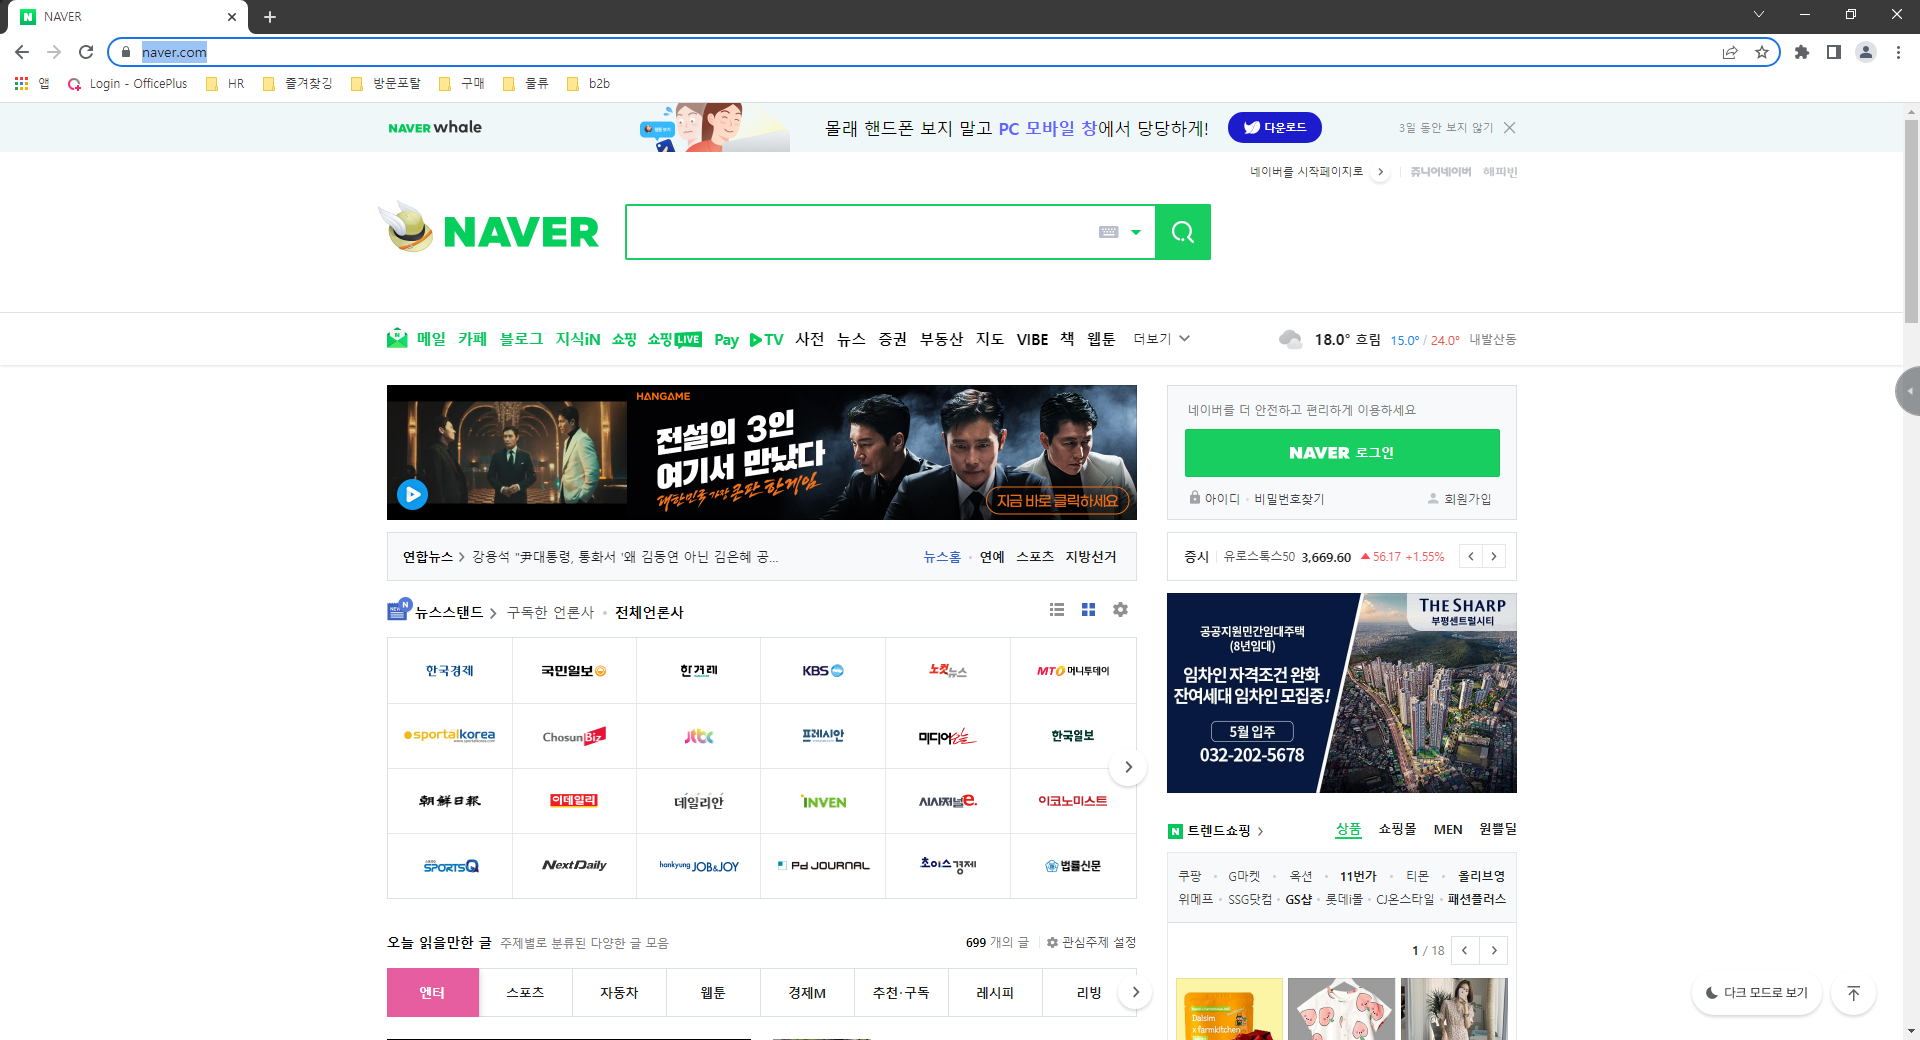 NAVER
naver.com
앱 Login - OfficePlus HR 즐겨찾깅 방문포탈 구매 물류 b2b
NAVER whale
몰래 핸드폰 보지 말고 PC 모바일 창에서 당당하게!
다운로드
3일 동안 보지 않기
네이버를 시작페이지로
쥬니어네이버 해피빈
NAVER
메일 카페 블로그 지식iN 쇼핑 쇼핑LIVE Pay TV 사전 뉴스 증권 부동산 지도 VIBE 책 웹툰 더보기
18.0° 흐림 15.0° / 24.0° 내발산동
HANGAME
전설의 3인
여기서 만났다
대한민국 가장 큰판 한게임
지금 바로 클릭하세요
네이버를 더 안전하고 편리하게 이용하세요
NAVER 로그인
아이디 · 비밀번호찾기 회원가입
연합뉴스 > 강용석 "尹대통령, 통화서 '왜 김동연 아닌 김은혜 공...
뉴스홈 · 연예 스포츠 지방선거
증시 유로스톡스50 3,669.60 ▲ 56.17 +1.55%
뉴스스탠드 > 구독한 언론사 · 전체언론사
한국경제 국민일보 한겨레 KBS 노컷뉴스 MTO 머니투데이
sportalkorea ChosunBiz jtbc 프레시안 미디어오늘 한국일보
朝鮮日報 이데일리 데일리안 INVEN 시사저널e. 이코노미스트
SPORTSQ NextDaily hankyung JOB&JOY Pd JOURNAL 초이스경제 법률신문
THE SHARP
부평센트럴시티
공공지원민간임대주택
(8년임대)
임차인 자격조건 완화
잔여세대 임차인 모집중!
5월 입주
032-202-5678
트렌드쇼핑 >
상품 쇼핑몰 MEN 원쁠딜
쿠팡 · G마켓 · 옥션 · 11번가 · 티몬 · 올리브영
위메프 · SSG닷컴 · GS샵 · 롯데i몰 · CJ온스타일 · 패션플러스
1 / 18
오늘 읽을만한 글 주제별로 분류된 다양한 글 모음
699 개의 글 관심주제 설정
엔터 스포츠 자동차 웹툰 경제M 추천·구독 레시피 리빙
Dalsim
x farmkitchen
다크 모드로 보기